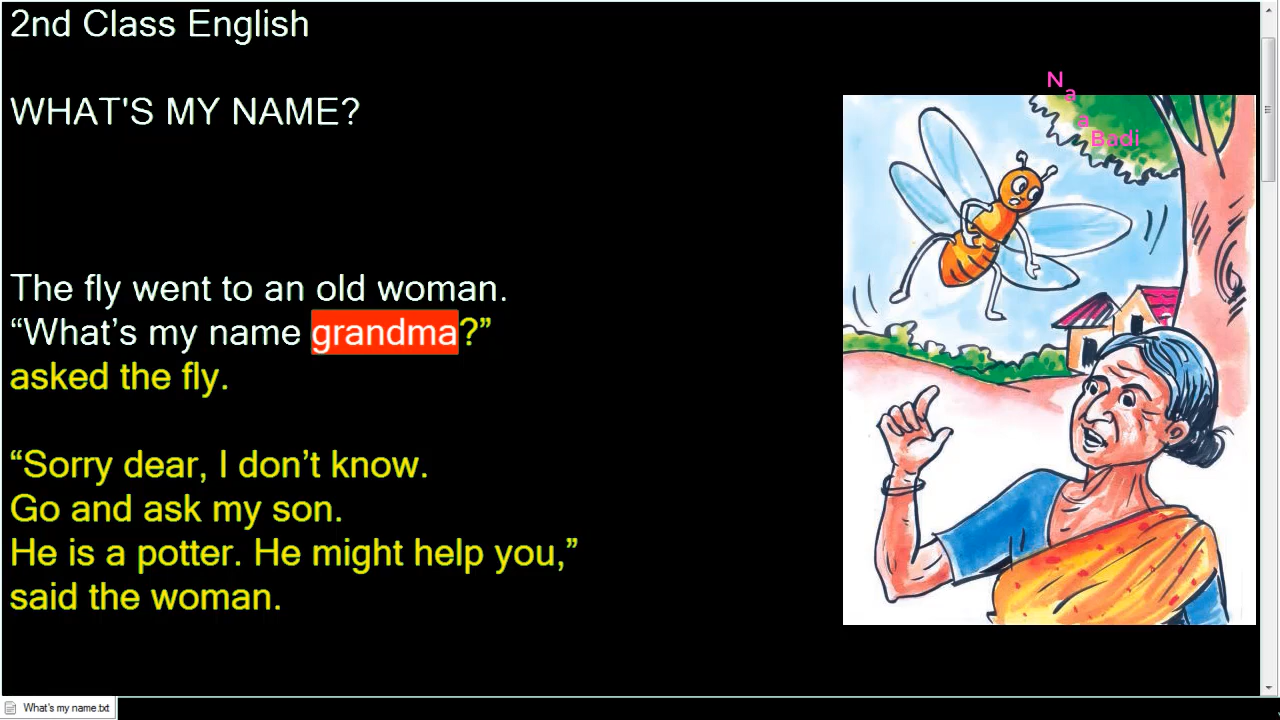 2nd Class English
WHAT'S MY NAME?
The fly went to an old woman.
“What’s my name grandma?”
asked the fly.
“Sorry dear, I don’t know.
Go and ask my son.
He is a potter. He might help you,”
said the woman.
Naa Badi
What's my name.txt